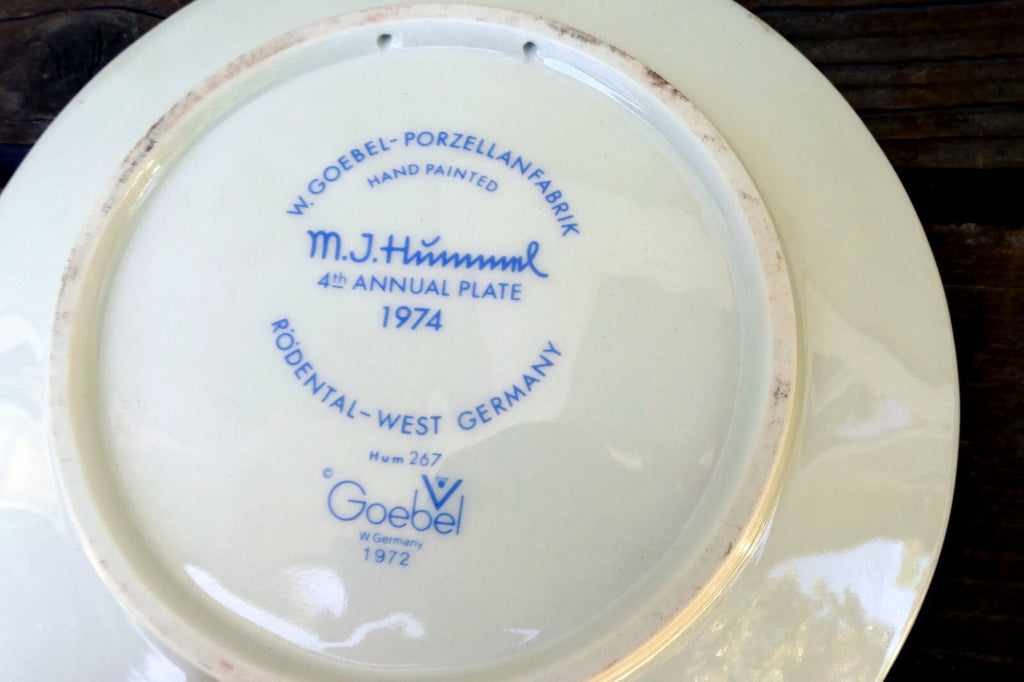 W. GOEBEL-PORZELLANFABRIK
HAND PAINTED
M.J.Hummel
4th ANNUAL PLATE
1974
RÖDENTAL-WEST GERMANY
Hum 267
© Goebel
W.Germany
1972